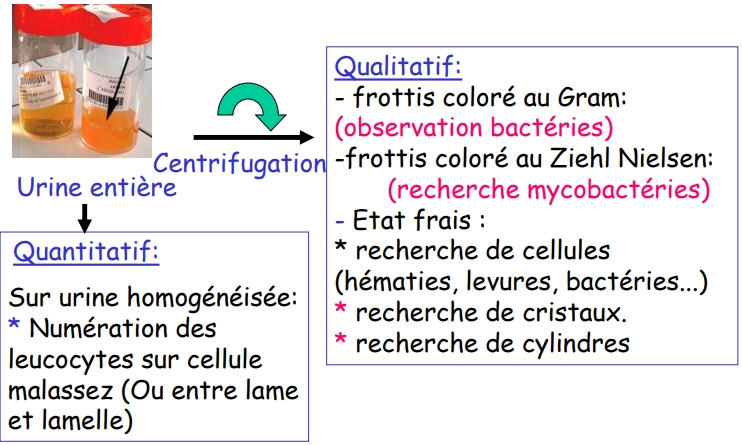 Urine entière
Centrifugation
Quantitatif:
Sur urine homogénéisée:
* Numération des
leucocytes sur cellule
malassez (Ou entre lame
et lamelle)
Qualitatif:
- frottis coloré au Gram:
(observation bactéries)
-frottis coloré au Ziehl Nielsen:
(recherche mycobactéries)
- Etat frais :
* recherche de cellules
(hématies, levures, bactéries...)
* recherche de cristaux.
* recherche de cylindres